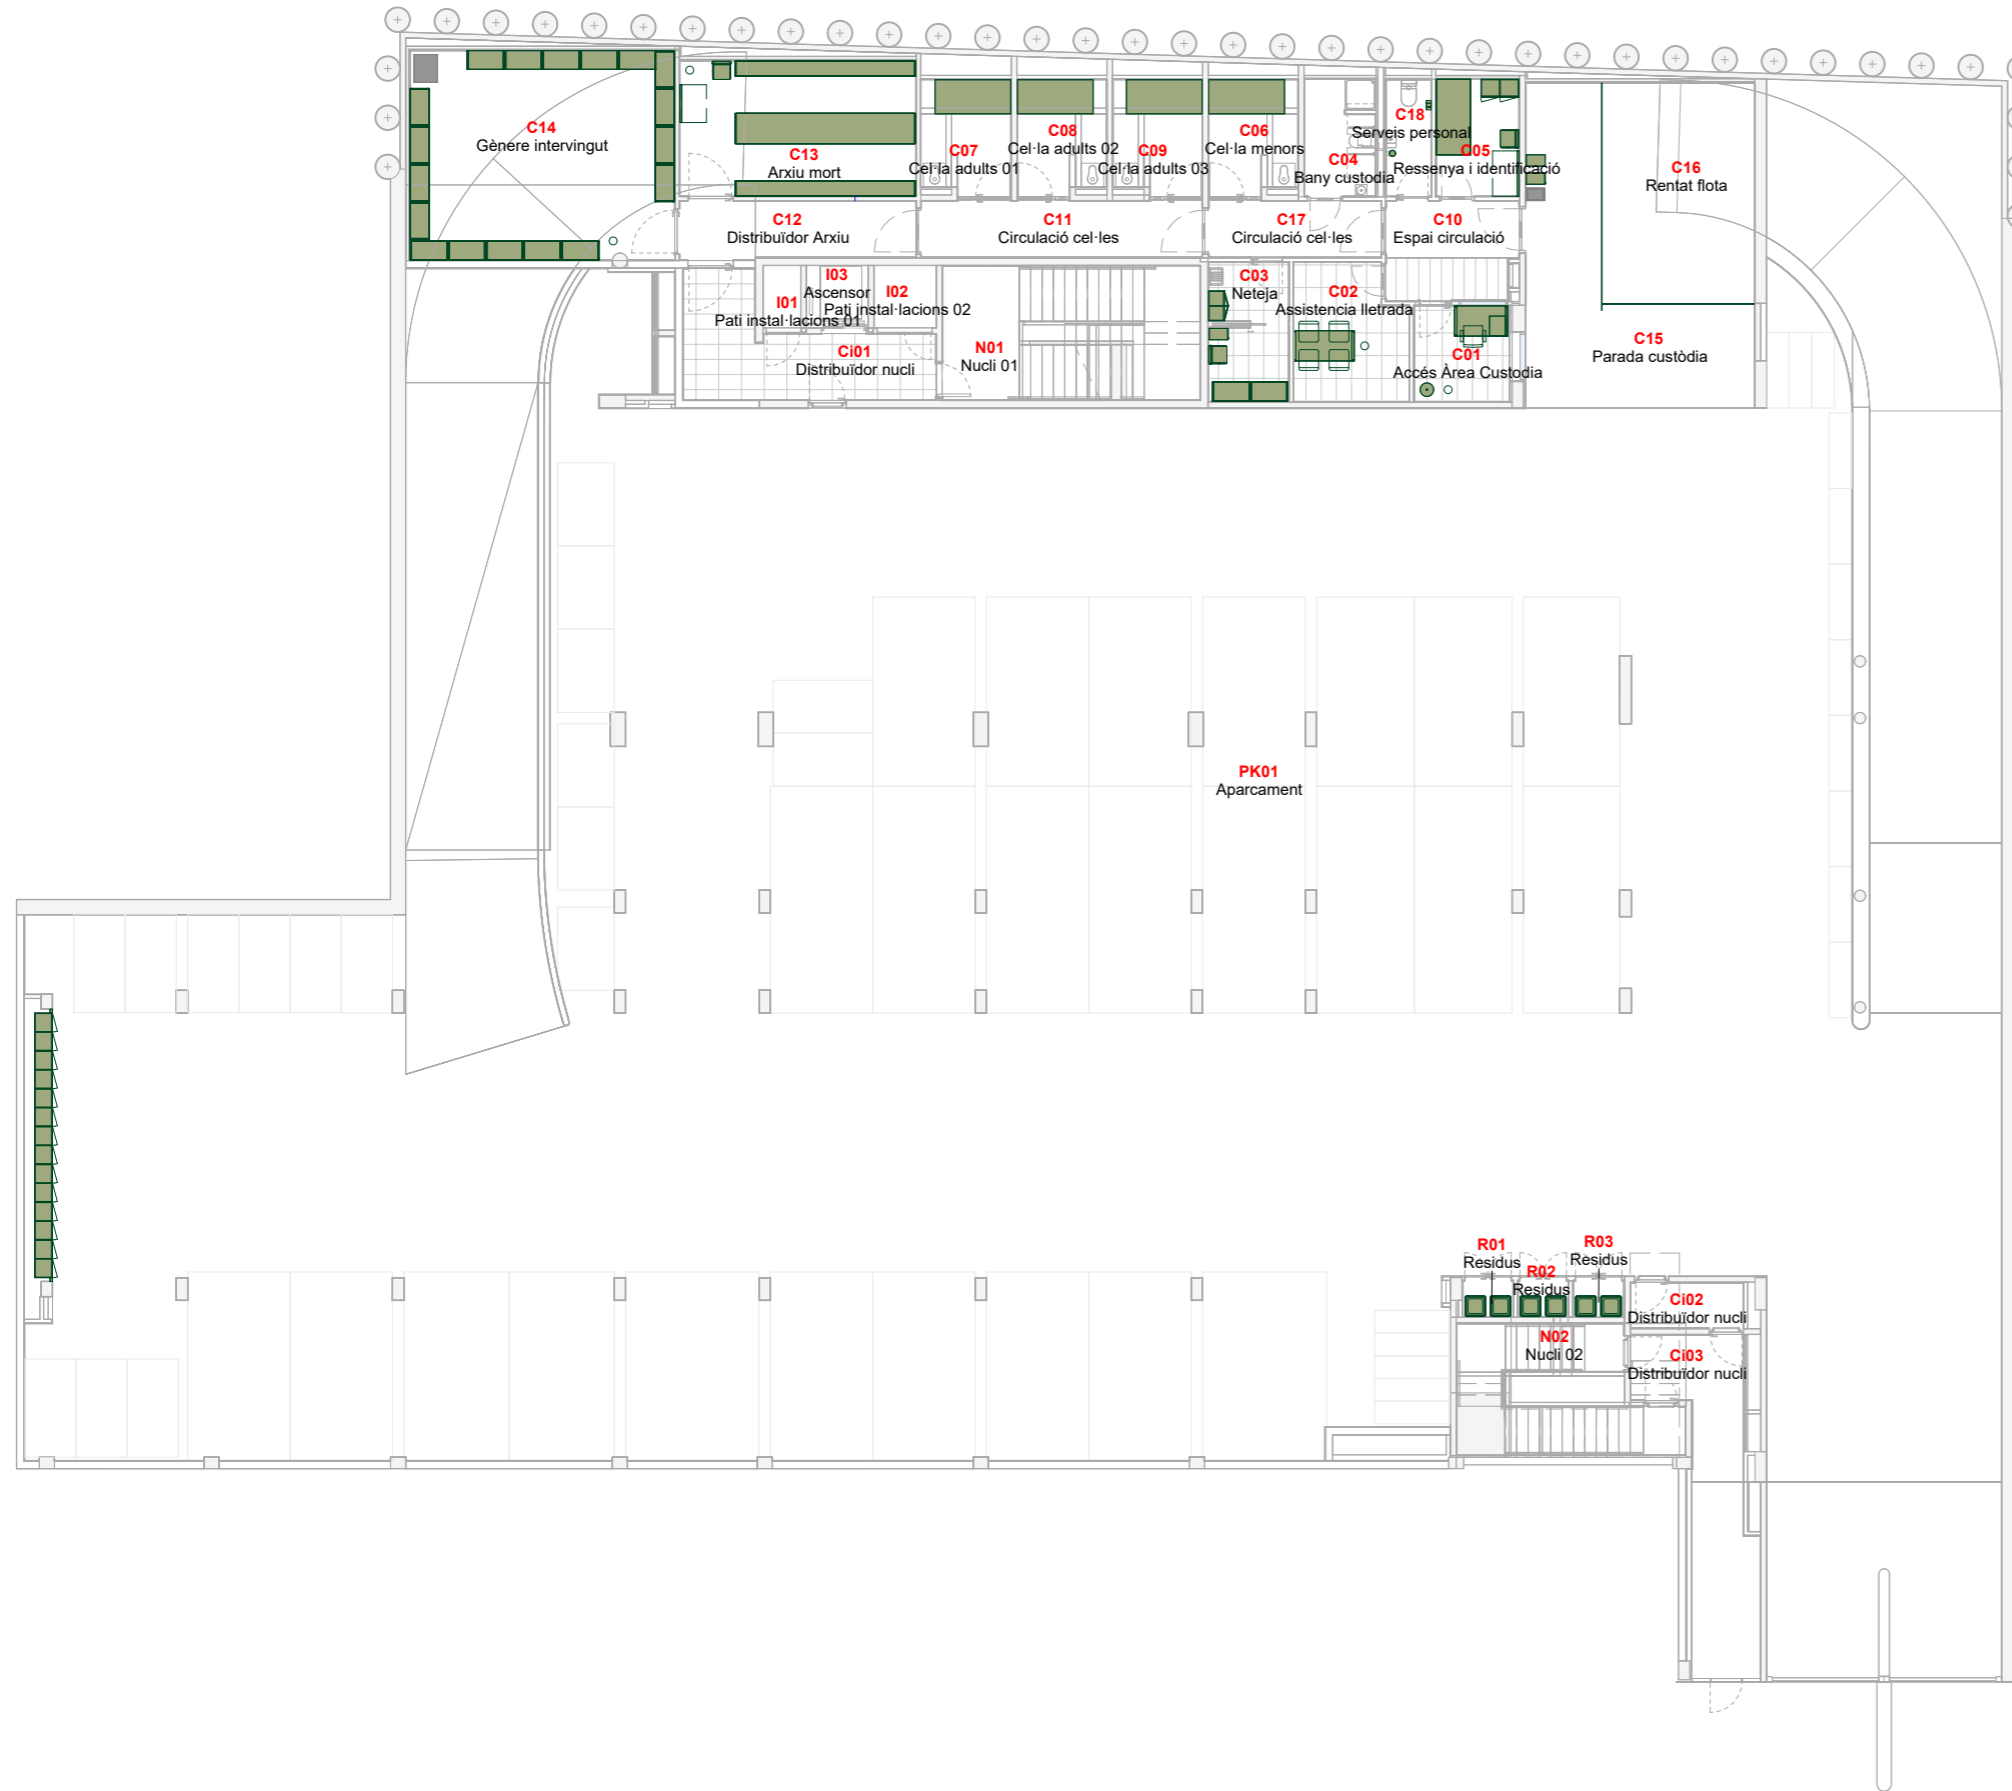 C14
Gènere intervingut
C13
Arxiu mort
C07
Cel·la adults 01
C08
Cel·la adults 02
C09
Cel·la adults 03
C06
Cel·la menors
C04
Bany custodia
C18
Serveis personal
C05
Ressenya i identificació
C16
Rentat flota
C12
Distribuïdor Arxiu
C11
Circulació cel·les
C17
Circulació cel·les
C10
Espai circulació
I01
Pati instal·lacions 01
I03
Ascensor
I02
Pati instal·lacions 02
Ci01
Distribuïdor nucli
N01
Nucli 01
C03
Neteja
C02
Assistencia lletrada
C01
Accés Àrea Custodia
C15
Parada custòdia
PK01
Aparcament
R01
Residus
R02
Residus
R03
Residus
Ci02
Distribuïdor nucli
N02
Nucli 02
Ci03
Distribuïdor nucli